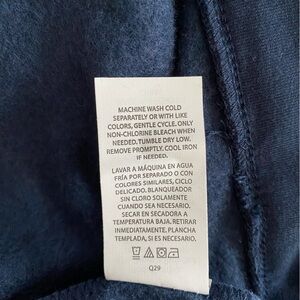 MACHINE WASH COLD
SEPARATELY OR WITH LIKE
COLORS, GENTLE CYCLE. ONLY
NON-CHLORINE BLEACH WHEN
NEEDED. TUMBLE DRY LOW.
REMOVE PROMPTLY. COOL IRON
IF NEEDED.
LAVAR A MÁQUINA EN AGUA
FRÍA POR SEPARADO O CON
COLORES SIMILARES, CICLO
DELICADO. BLANQUEADOR
SIN CLORO SOLAMENTE
CUANDO SEA NECESARIO.
SECAR EN SECADORA A
TEMPERATURA BAJA. RETIRAR
INMEDIATAMENTE. PLANCHA
TEMPLADA, SI ES NECESARIO.
Q29